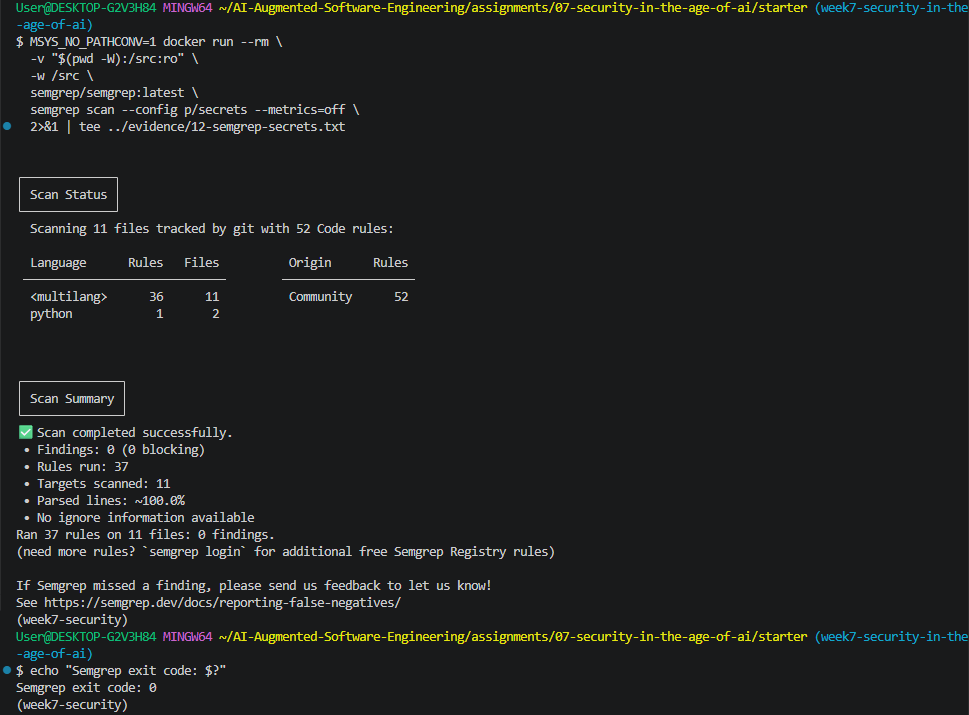 User@DESKTOP-G2V3H84 MINGW64 ~/AI-Augmented-Software-Engineering/assignments/07-security-in-the-age-of-ai/starter (week7-security-in-the
-age-of-ai)
$ MSYS_NO_PATHCONV=1 docker run --rm \
-v "$(pwd -W):/src:ro" \
-w /src \
semgrep/semgrep:latest \
semgrep scan --config p/secrets --metrics=off \
2>&1 | tee ../evidence/12-semgrep-secrets.txt
Scan Status
Scanning 11 files tracked by git with 52 Code rules:
Language Rules Files Origin Rules
<multilang> 36 11 Community 52
python 1 2
Scan Summary
✅ Scan completed successfully.
• Findings: 0 (0 blocking)
• Rules run: 37
• Targets scanned: 11
• Parsed lines: ~100.0%
• No ignore information available
Ran 37 rules on 11 files: 0 findings.
(need more rules? `semgrep login` for additional free Semgrep Registry rules)
If Semgrep missed a finding, please send us feedback to let us know!
See https://semgrep.dev/docs/reporting-false-negatives/
(week7-security)
User@DESKTOP-G2V3H84 MINGW64 ~/AI-Augmented-Software-Engineering/assignments/07-security-in-the-age-of-ai/starter (week7-security-in-the
-age-of-ai)
$ echo "Semgrep exit code: $?"
Semgrep exit code: 0
(week7-security)